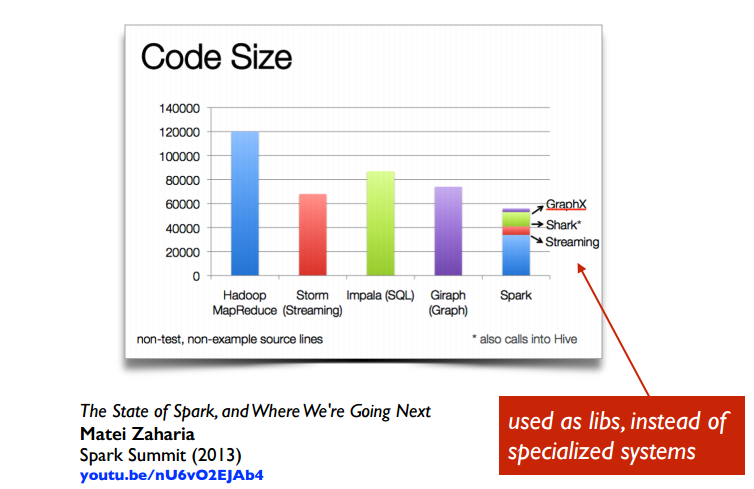 Code Size
140000
120000
100000
80000
60000
40000
20000
0
GraphX
Shark*
Streaming
Hadoop
MapReduce
Storm
(Streaming)
Impala (SQL)
Giraph
(Graph)
Spark
non-test, non-example source lines
* also calls into Hive
used as libs, instead of
specialized systems
The State of Spark, and Where We're Going Next
Matei Zaharia
Spark Summit (2013)
youtu.be/nU6vO2EJAb4